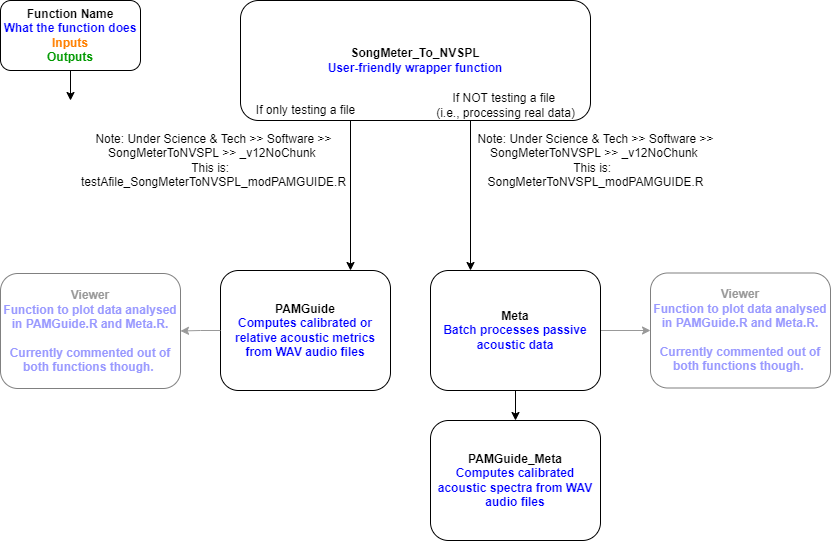 Function Name
What the function does
Inputs
Outputs
SongMeter_To_NVSPL
User-friendly wrapper function
If only testing a file
If NOT testing a file
(i.e., processing real data)
Note: Under Science & Tech >> Software >>
SongMeterToNVSPL >> _v12NoChunk
This is:
testAfile_SongMeterToNVSPL_modPAMGUIDE.R
Note: Under Science & Tech >> Software >>
SongMeterToNVSPL >> _v12NoChunk
This is:
SongMeterToNVSPL_modPAMGUIDE.R
Viewer
Function to plot data analysed
in PAMGuide.R and Meta.R.
Currently commented out of
both functions though.
PAMGuide
Computes calibrated or
relative acoustic metrics
from WAV audio files
Meta
Batch processes passive
acoustic data
Viewer
Function to plot data analysed
in PAMGuide.R and Meta.R.
Currently commented out of
both functions though.
PAMGuide_Meta
Computes calibrated
acoustic spectra from WAV
audio files